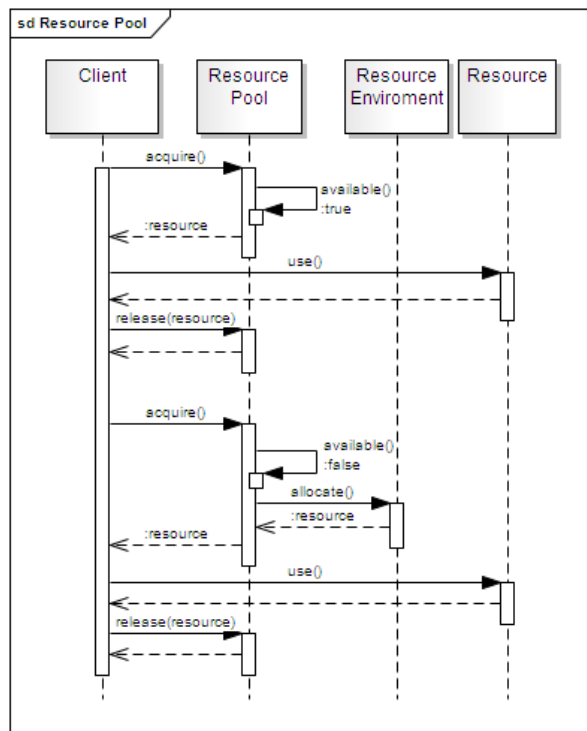 sd Resource Pool
Client
Resource
Pool
Resource
Enviroment
Resource
acquire()
available()
:true
:resource
use()
release(resource)
acquire()
available()
:false
allocate()
:resource
:resource
use()
release(resource)